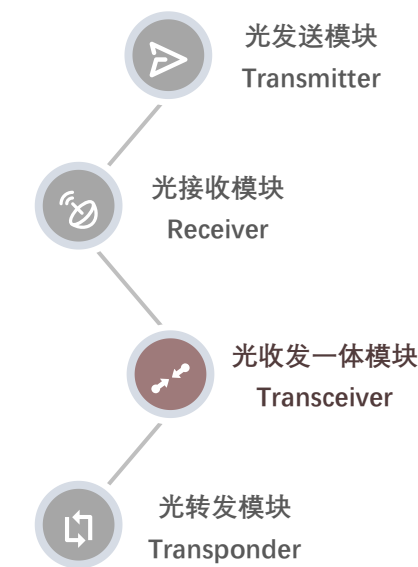 光发送模块
Transmitter
光接收模块
Receiver
光收发一体模块
Transceiver
光转发模块
Transponder